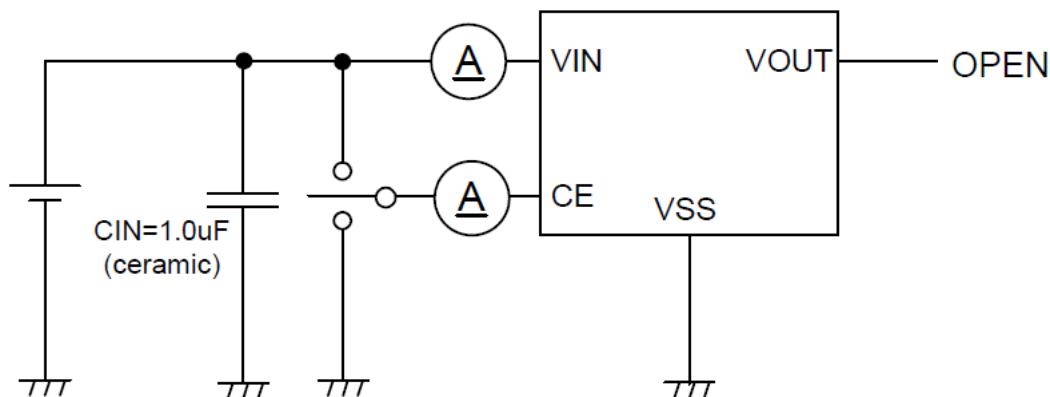 A
VIN
VOUT
OPEN
A
CE
VSS
CIN=1.0uF
(ceramic)